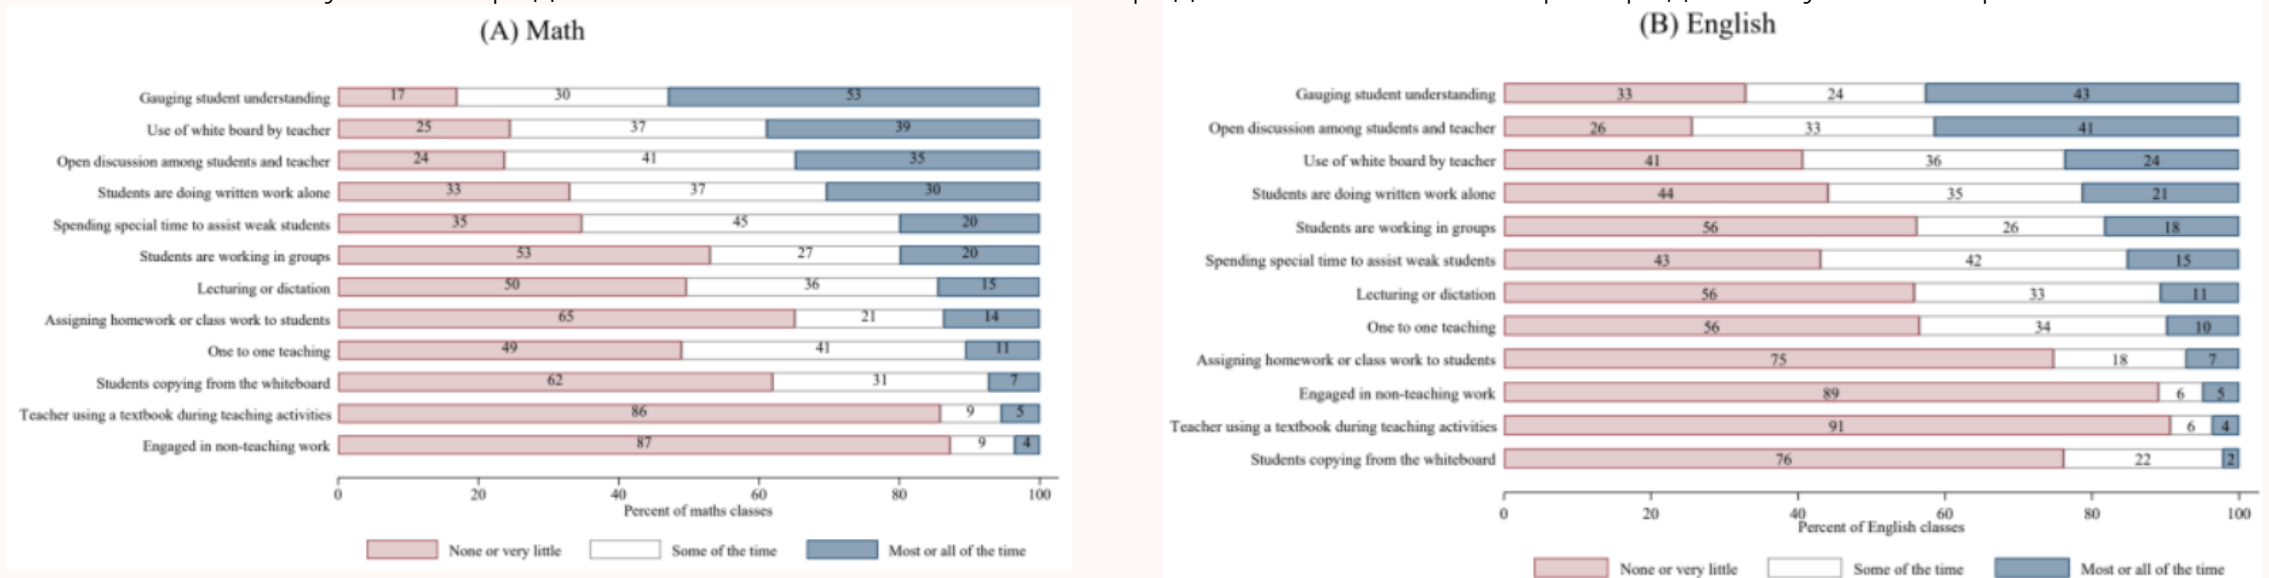 (A) Math
Gauging student understanding 17 30 53
Use of white board by teacher 25 37 39
Open discussion among students and teacher 24 41 35
Students are doing written work alone 33 37 30
Spending special time to assist weak students 35 45 20
Students are working in groups 53 27 20
Lecturing or dictation 50 36 15
Assigning homework or class work to students 65 21 14
One to one teaching 49 41 11
Students copying from the whiteboard 62 31 7
Teacher using a textbook during teaching activities 86 9 5
Engaged in non-teaching work 87 9 4
0 20 40 60 80 100
Percent of maths classes
None or very little Some of the time Most or all of the time
(B) English
Gauging student understanding 33 24 43
Open discussion among students and teacher 26 33 41
Use of white board by teacher 41 36 24
Students are doing written work alone 44 35 21
Students are working in groups 56 26 18
Spending special time to assist weak students 43 42 15
Lecturing or dictation 56 33 11
One to one teaching 56 34 10
Assigning homework or class work to students 75 18 7
Engaged in non-teaching work 89 6 5
Teacher using a textbook during teaching activities 91 6 4
Students copying from the whiteboard 76 22 2
0 20 40 60 80 100
Percent of English classes
None or very little Some of the time Most or all of the time